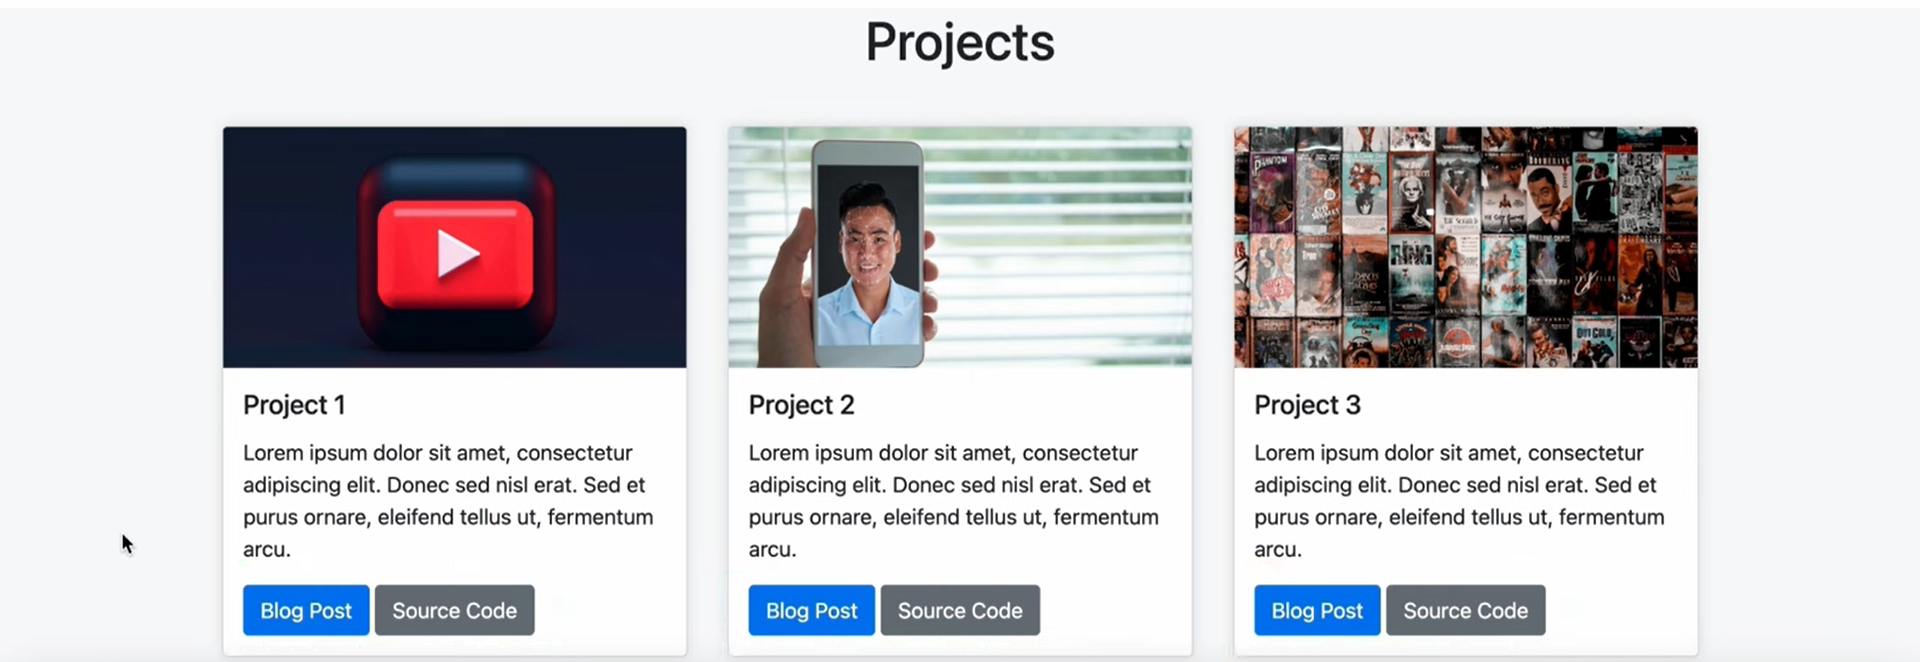 Projects
Project 1
Lorem ipsum dolor sit amet, consectetur
adipiscing elit. Donec sed nisl erat. Sed et
purus ornare, eleifend tellus ut, fermentum
arcu.
Blog Post
Source Code
Project 2
Lorem ipsum dolor sit amet, consectetur
adipiscing elit. Donec sed nisl erat. Sed et
purus ornare, eleifend tellus ut, fermentum
arcu.
Blog Post
Source Code
Project 3
Lorem ipsum dolor sit amet, consectetur
adipiscing elit. Donec sed nisl erat. Sed et
purus ornare, eleifend tellus ut, fermentum
arcu.
Blog Post
Source Code